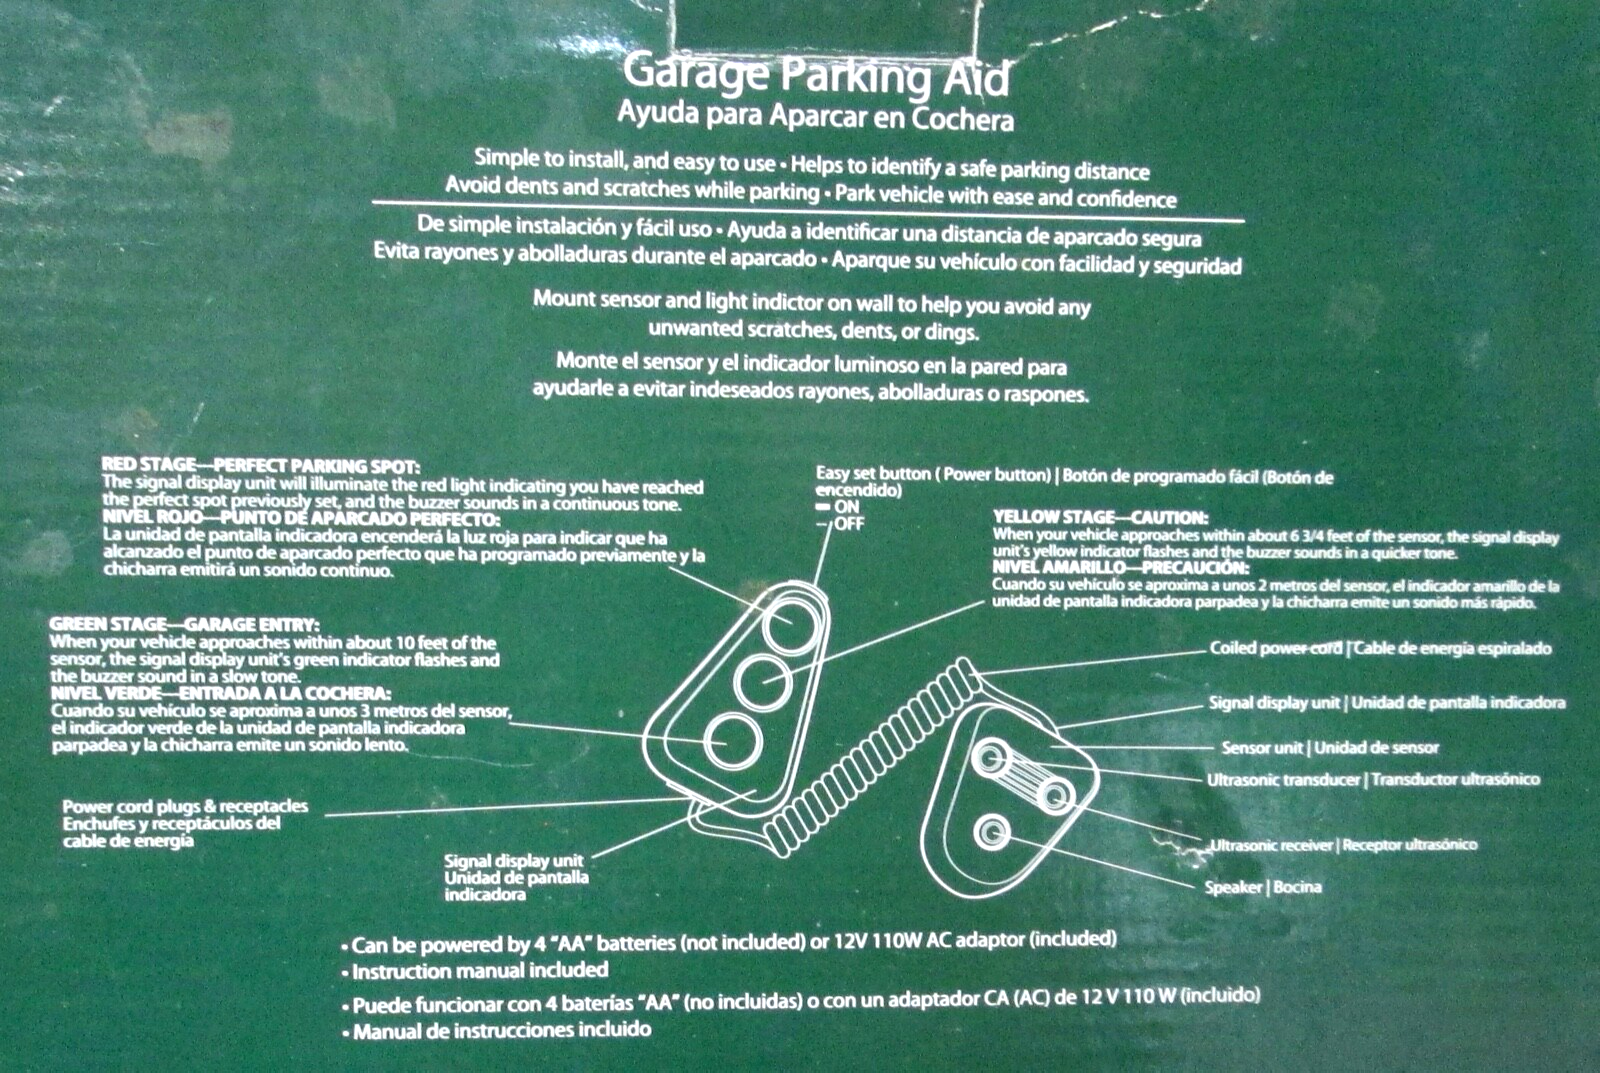 Garage Parking Aid
Ayuda para Aparcar en Cochera
Simple to install, and easy to use • Helps to identify a safe parking distance
Avoid dents and scratches while parking • Park vehicle with ease and confidence
De simple instalación y fácil uso • Ayuda a identificar una distancia de aparcado segura
Evita rayones y abolladuras durante el aparcado • Aparque su vehículo con facilidad y seguridad
Mount sensor and light indictor on wall to help you avoid any
unwanted scratches, dents, or dings.
Monte el sensor y el indicador luminoso en la pared para
ayudarle a evitar indeseados rayones, abolladuras o raspones.
RED STAGE—PERFECT PARKING SPOT:
The signal display unit will illuminate the red light indicating you have reached
the perfect spot previously set, and the buzzer sounds in a continuous tone.
NIVEL ROJO—PUNTO DE APARCADO PERFECTO:
La unidad de pantalla indicadora encenderá la luz roja para indicar que ha
alcanzado el punto de aparcado perfecto que ha programado previamente y la
chicharra emitirá un sonido continuo.
Easy set button ( Power button) | Botón de programado fácil (Botón de
encendido)
ON
OFF
YELLOW STAGE—CAUTION:
When your vehicle approaches within about 6 3/4 feet of the sensor, the signal display
unit's yellow indicator flashes and the buzzer sounds in a quicker tone.
NIVEL AMARILLO—PRECAUCIÓN:
Cuando su vehículo se aproxima a unos 2 metros del sensor, el indicador amarillo de la
unidad de pantalla indicadora parpadea y la chicharra emite un sonido más rápido.
GREEN STAGE—GARAGE ENTRY:
When your vehicle approaches within about 10 feet of the
sensor, the signal display unit's green indicator flashes and
the buzzer sound in a slow tone.
NIVEL VERDE—ENTRADA A LA COCHERA:
Cuando su vehículo se aproxima a unos 3 metros del sensor,
el indicador verde de la unidad de pantalla indicadora
parpadea y la chicharra emite un sonido lento.
Coiled power cord | Cable de energía espiralado
Signal display unit | Unidad de pantalla indicadora
Sensor unit | Unidad de sensor
Ultrasonic transducer | Transductor ultrasónico
Ultrasonic receiver | Receptor ultrasónico
Speaker | Bocina
Power cord plugs & receptacles
Enchufes y receptáculos del
cable de energía
Signal display unit
Unidad de pantalla
indicadora
• Can be powered by 4 "AA" batteries (not included) or 12V 110W AC adaptor (included)
• Instruction manual included
• Puede funcionar con 4 baterías "AA" (no incluidas) o con un adaptador CA (AC) de 12 V 110 W (incluido)
• Manual de instrucciones incluido